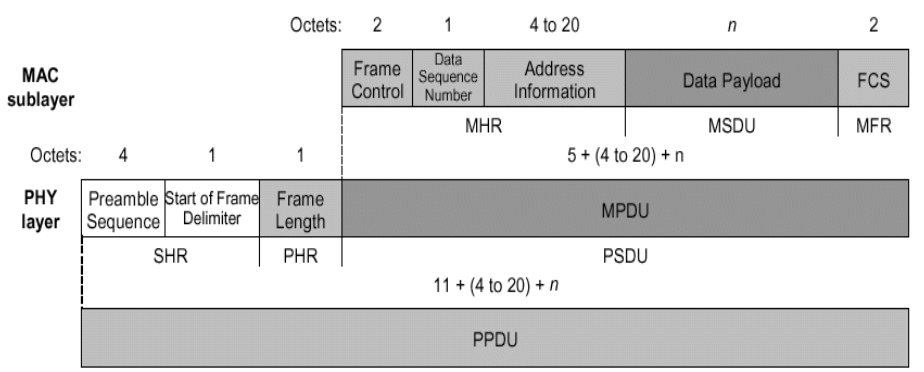 Octets: 2 1 4 to 20 n 2
MAC sublayer
Frame Control
Data Sequence Number
Address Information
Data Payload
FCS
MHR MSDU MFR
Octets: 4 1 1 5 + (4 to 20) + n
PHY layer
Preamble Sequence
Start of Frame Delimiter
Frame Length
MPDU
SHR PHR PSDU
11 + (4 to 20) + n
PPDU